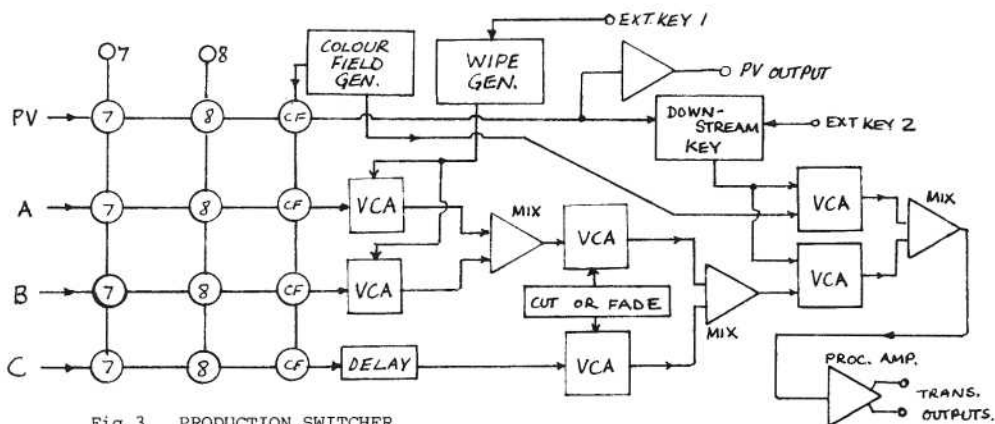 7
8
COLOUR
FIELD
GEN.
WIPE
GEN.
EXT. KEY 1
PV OUTPUT
PV
7
8
CF
DOWN-
STREAM
KEY
EXT KEY 2
A
7
8
CF
VCA
MIX
VCA
VCA
MIX
B
7
8
CF
VCA
CUT OR FADE
VCA
MIX
C
7
8
CF
DELAY
VCA
PROC. AMP.
TRANS.
OUTPUTS.
Fig 3. PRODUCTION SWITCHER